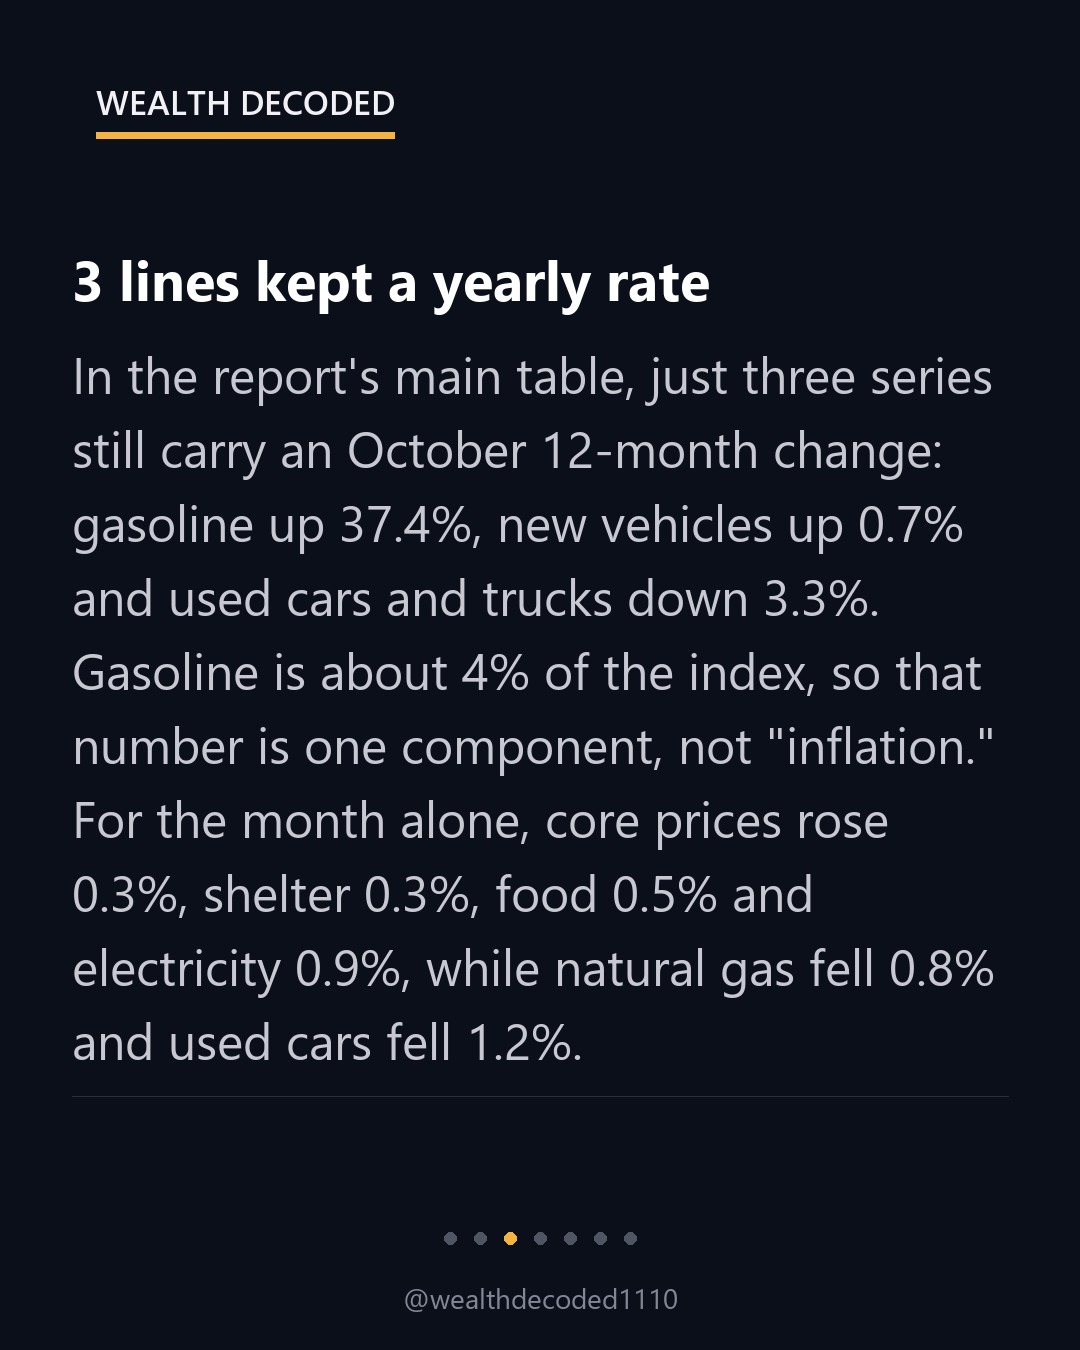 WEALTH DECODED
3 lines kept a yearly rate
In the report's main table, just three series
still carry an October 12-month change:
gasoline up 37.4%, new vehicles up 0.7%
and used cars and trucks down 3.3%.
Gasoline is about 4% of the index, so that
number is one component, not "inflation."
For the month alone, core prices rose
0.3%, shelter 0.3%, food 0.5% and
electricity 0.9%, while natural gas fell 0.8%
and used cars fell 1.2%.
@wealthdecoded1110